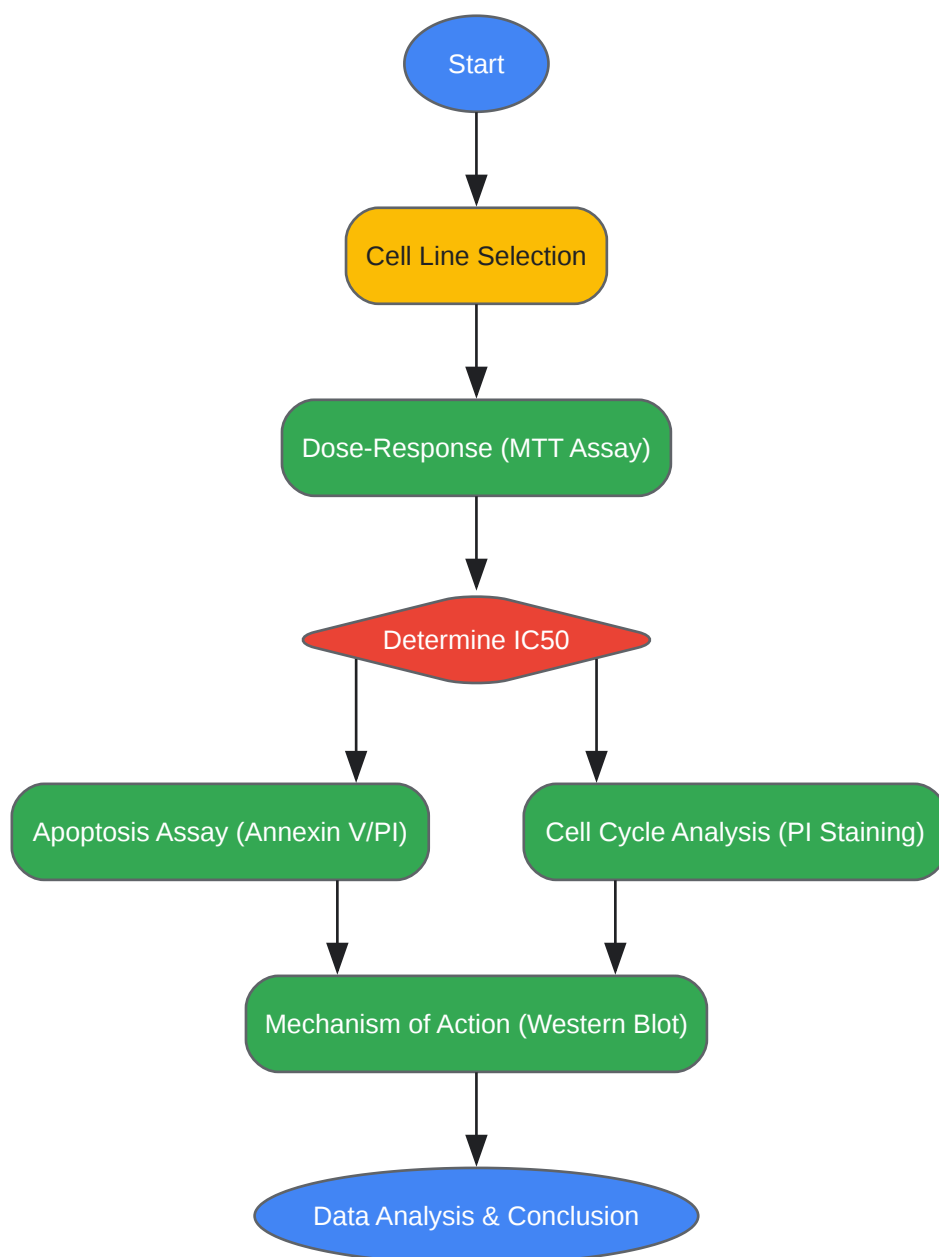 Start
Cell Line Selection
Dose-Response (MTT Assay)
Determine IC50
Apoptosis Assay (Annexin V/PI)
Cell Cycle Analysis (PI Staining)
Mechanism of Action (Western Blot)
Data Analysis & Conclusion